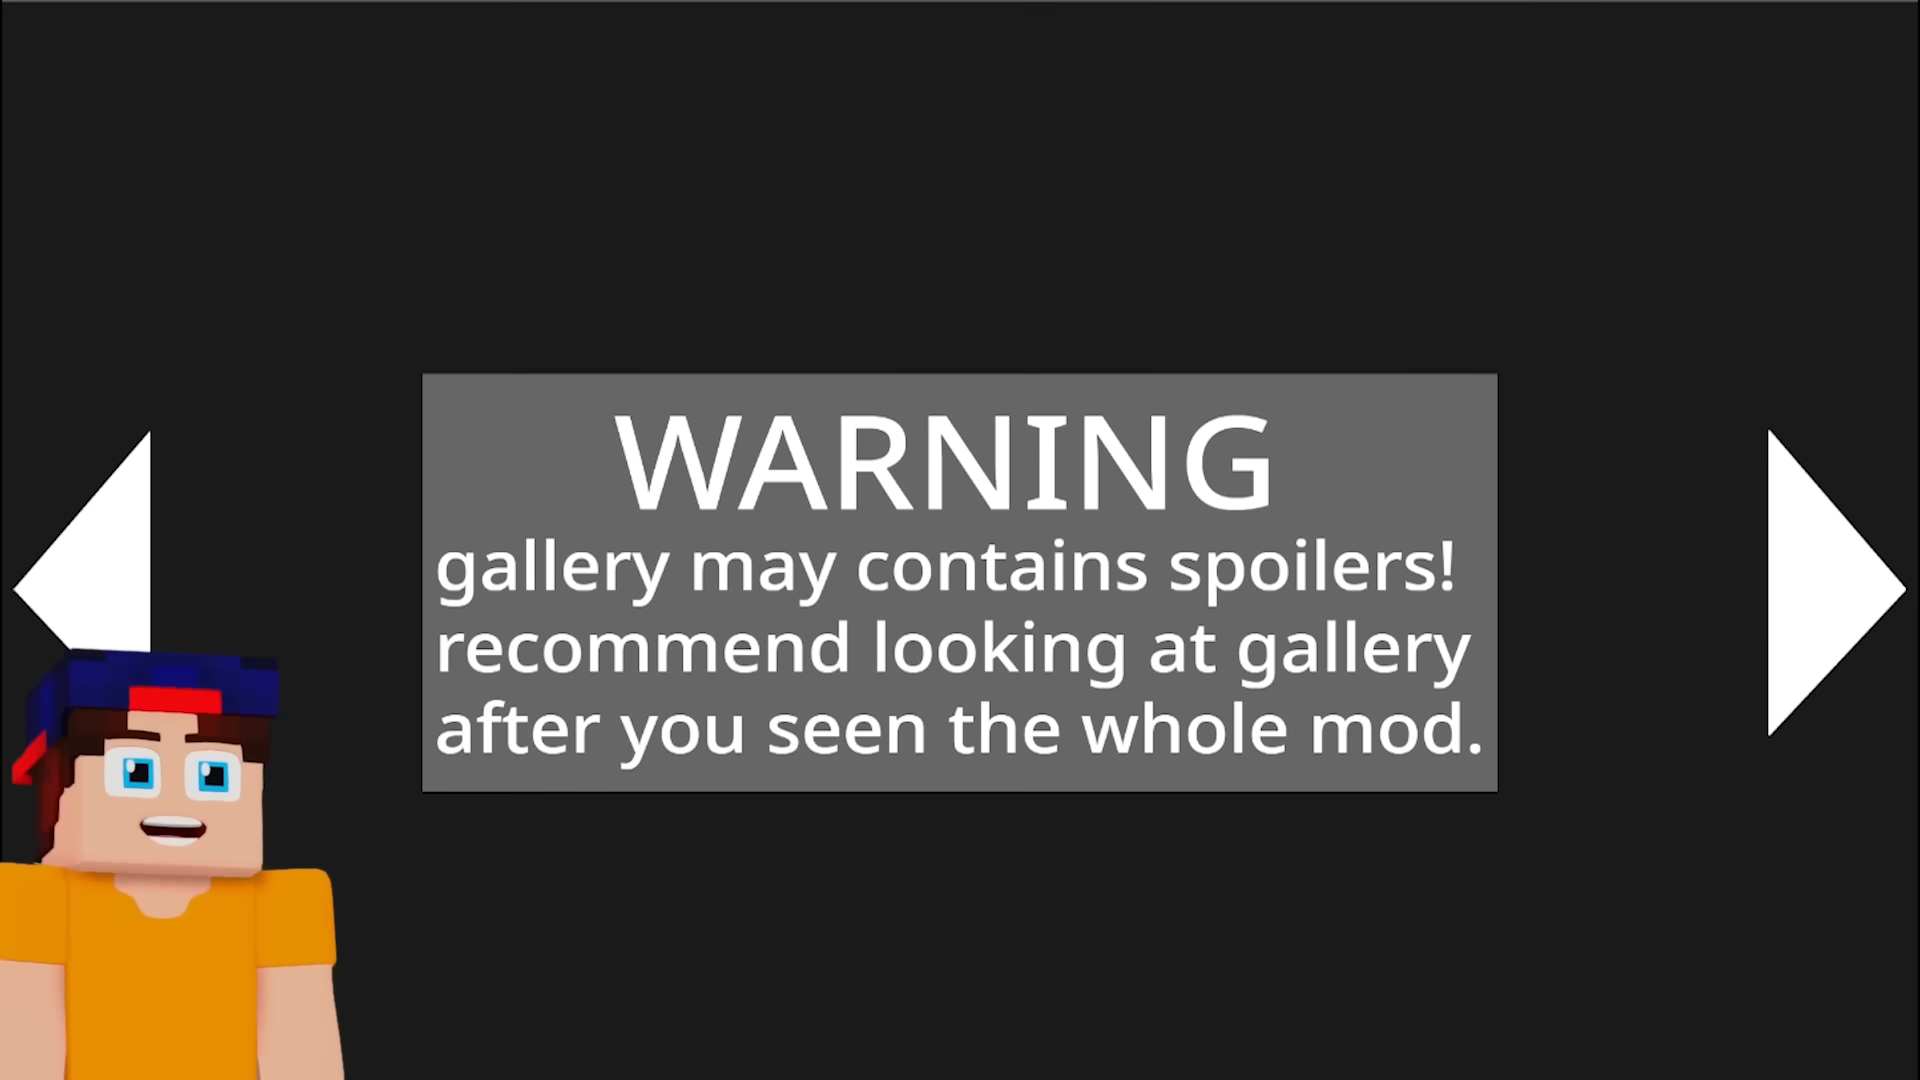 WARNING
gallery may contains spoilers!
recommend looking at gallery
after you seen the whole mod.